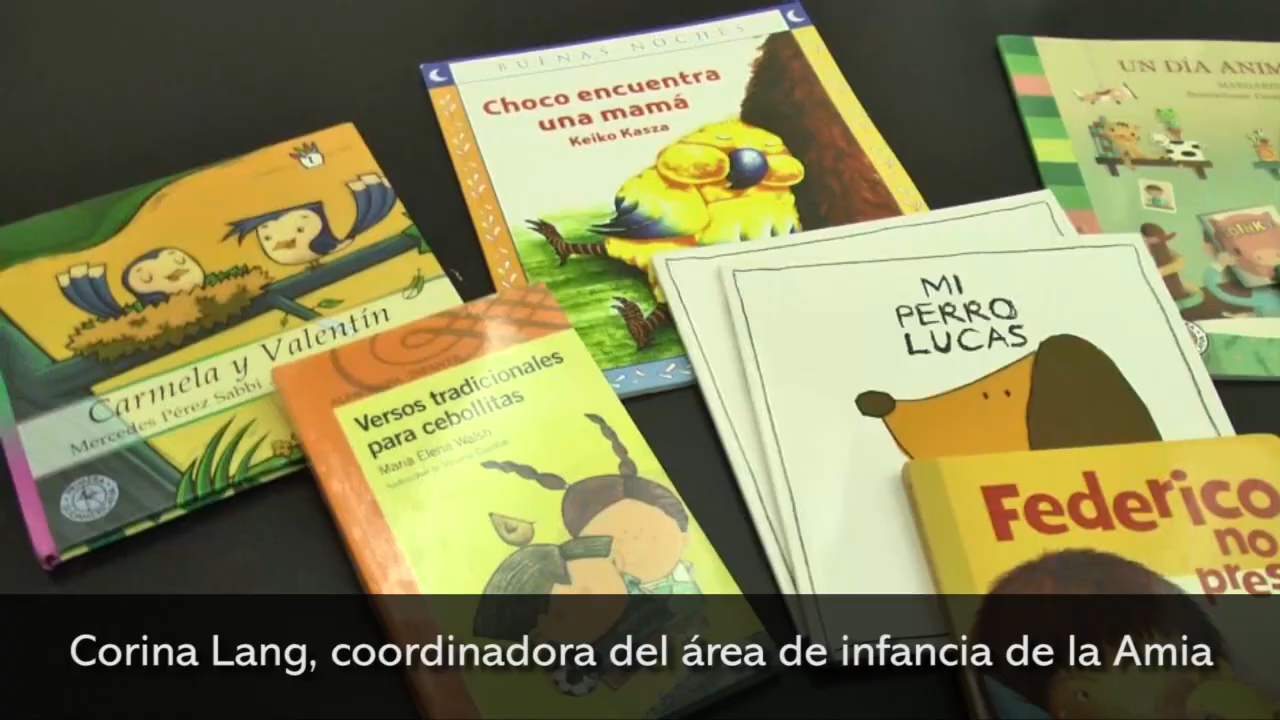 BUENAS NOCHES
Choco encuentra
una mamá
Keiko Kasza
UN DÍA ANIM
Carmela y Valentín
Mercedes Pérez Sabbi
Versos tradicionales
para cebollitas
María Elena Walsh
MI
PERRO
LUCAS
Federico
no
pres
Corina Lang, coordinadora del área de infancia de la Amia